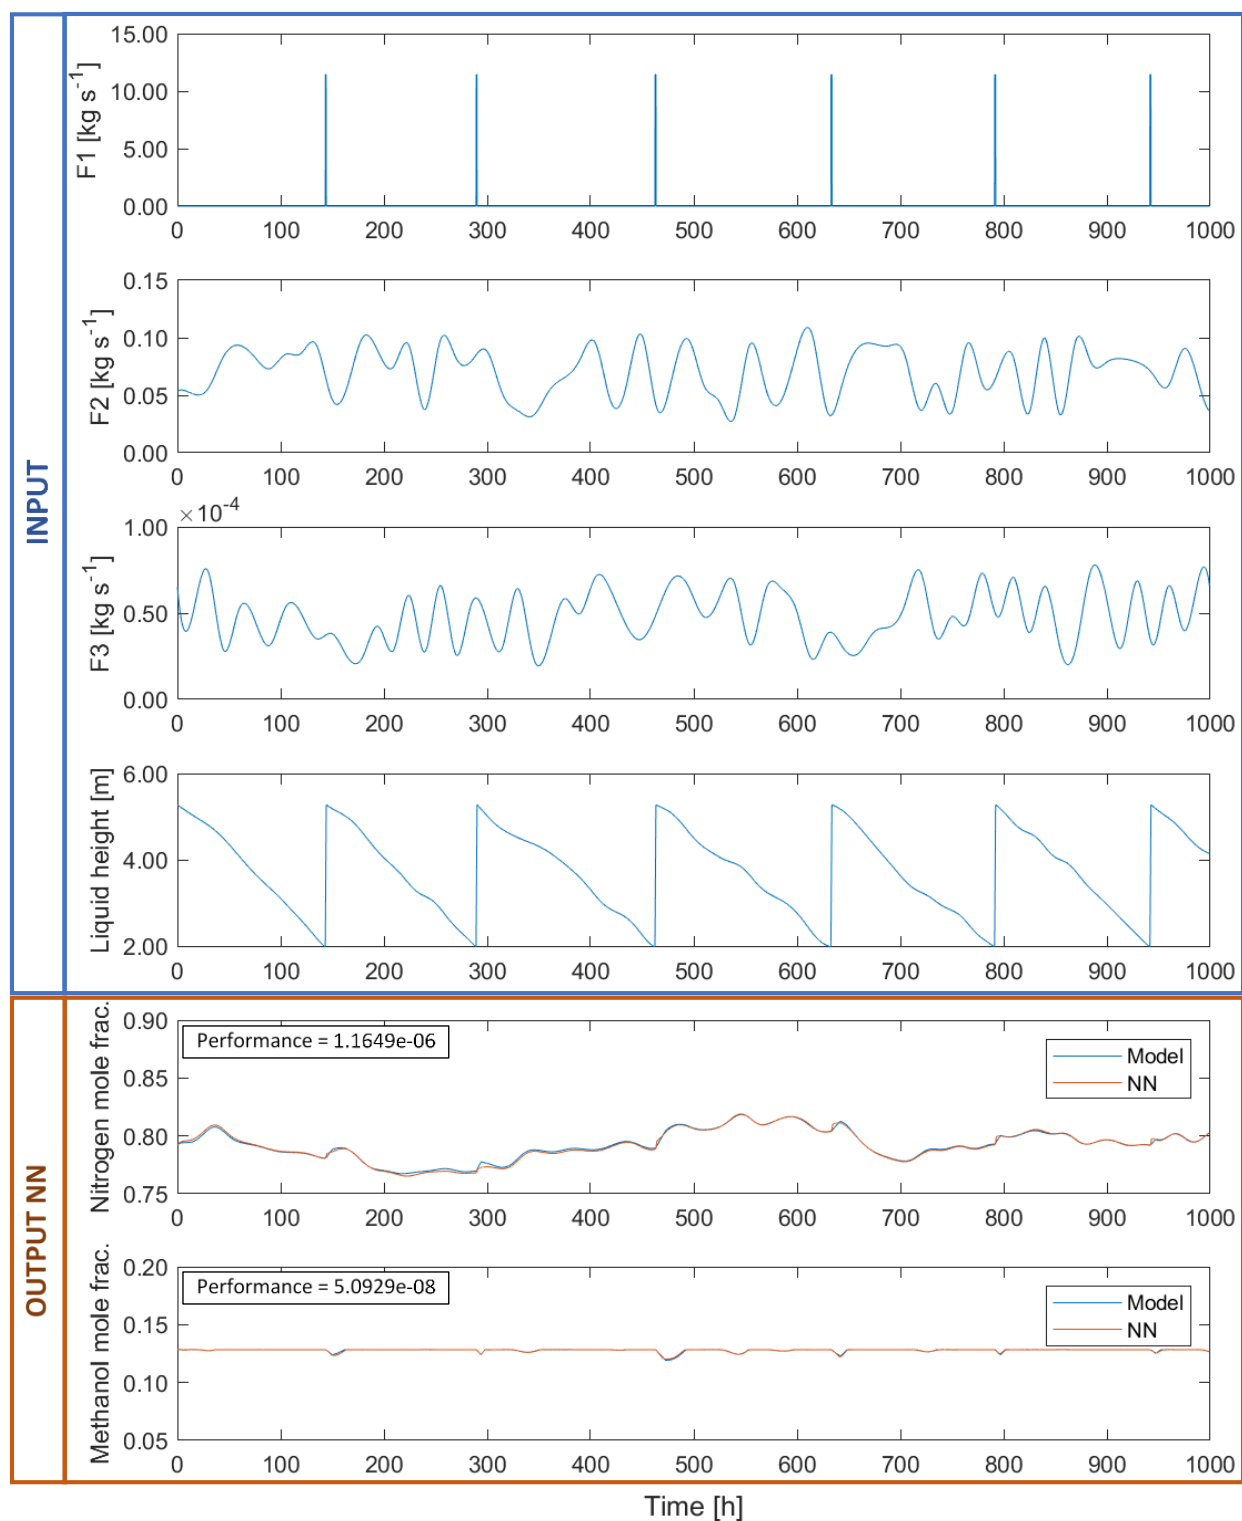 INPUT
F1 [kg s-1]
15.00
10.00
5.00
0.00
0 100 200 300 400 500 600 700 800 900 1000
F2 [kg s-1]
0.15
0.10
0.05
0.00
0 100 200 300 400 500 600 700 800 900 1000
F3 [kg s-1]
×10-4
1.00
0.50
0.00
0 100 200 300 400 500 600 700 800 900 1000
Liquid height [m]
6.00
4.00
2.00
0 100 200 300 400 500 600 700 800 900 1000
OUTPUT NN
Nitrogen mole frac.
0.90
0.85
0.80
0.75
Performance = 1.1649e-06
Model
NN
0 100 200 300 400 500 600 700 800 900 1000
Methanol mole frac.
0.20
0.15
0.10
0.05
Performance = 5.0929e-08
Model
NN
0 100 200 300 400 500 600 700 800 900 1000
Time [h]